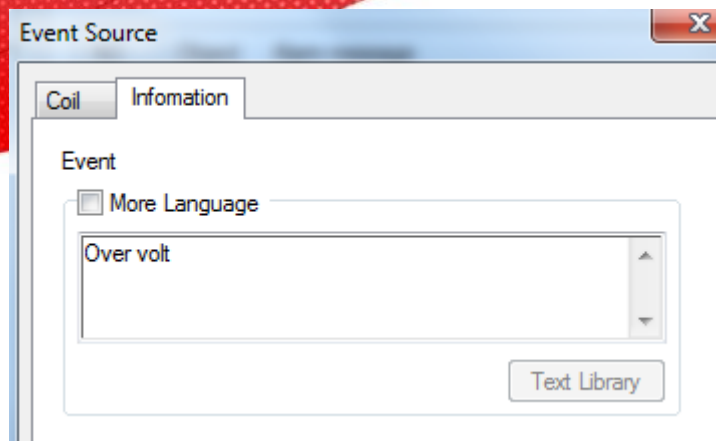 Event Source
X
Coil
Infomation
Event
More Language
Over volt
Text Library